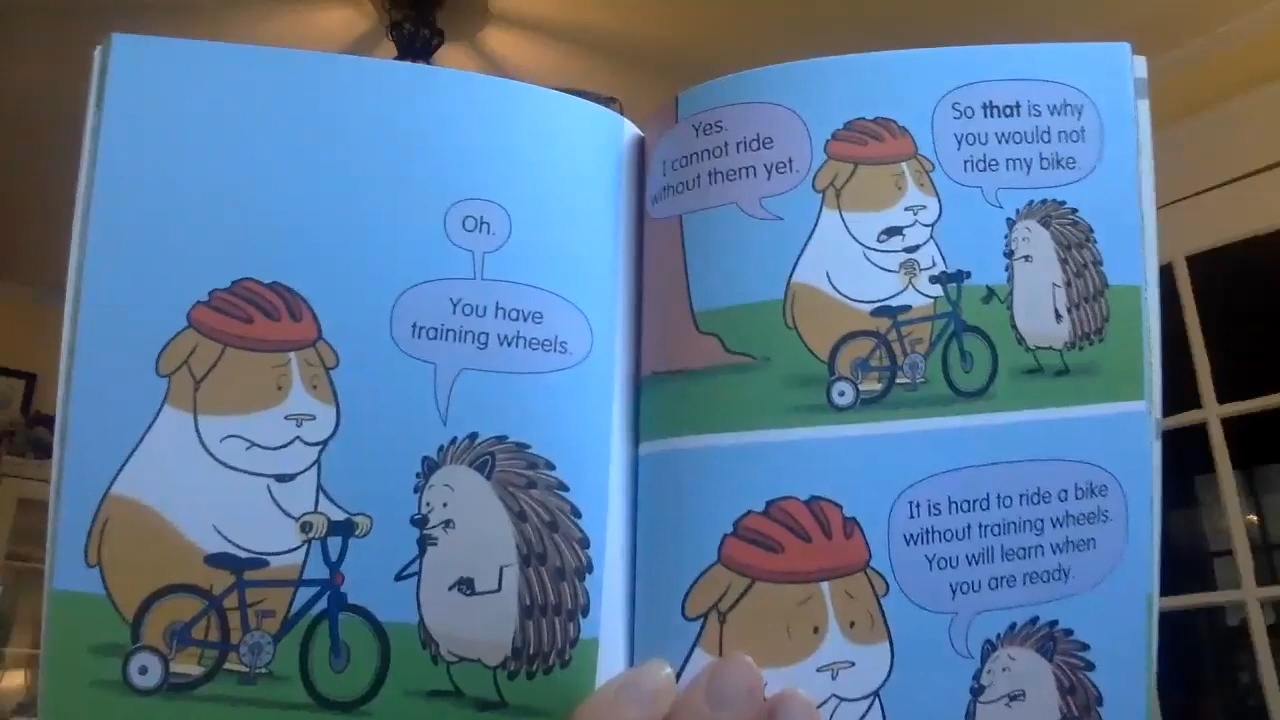 Oh.
You have
training wheels.
Yes.
I cannot ride
without them yet.
So that is why
you would not
ride my bike.
It is hard to ride a bike
without training wheels.
You will learn when
you are ready.